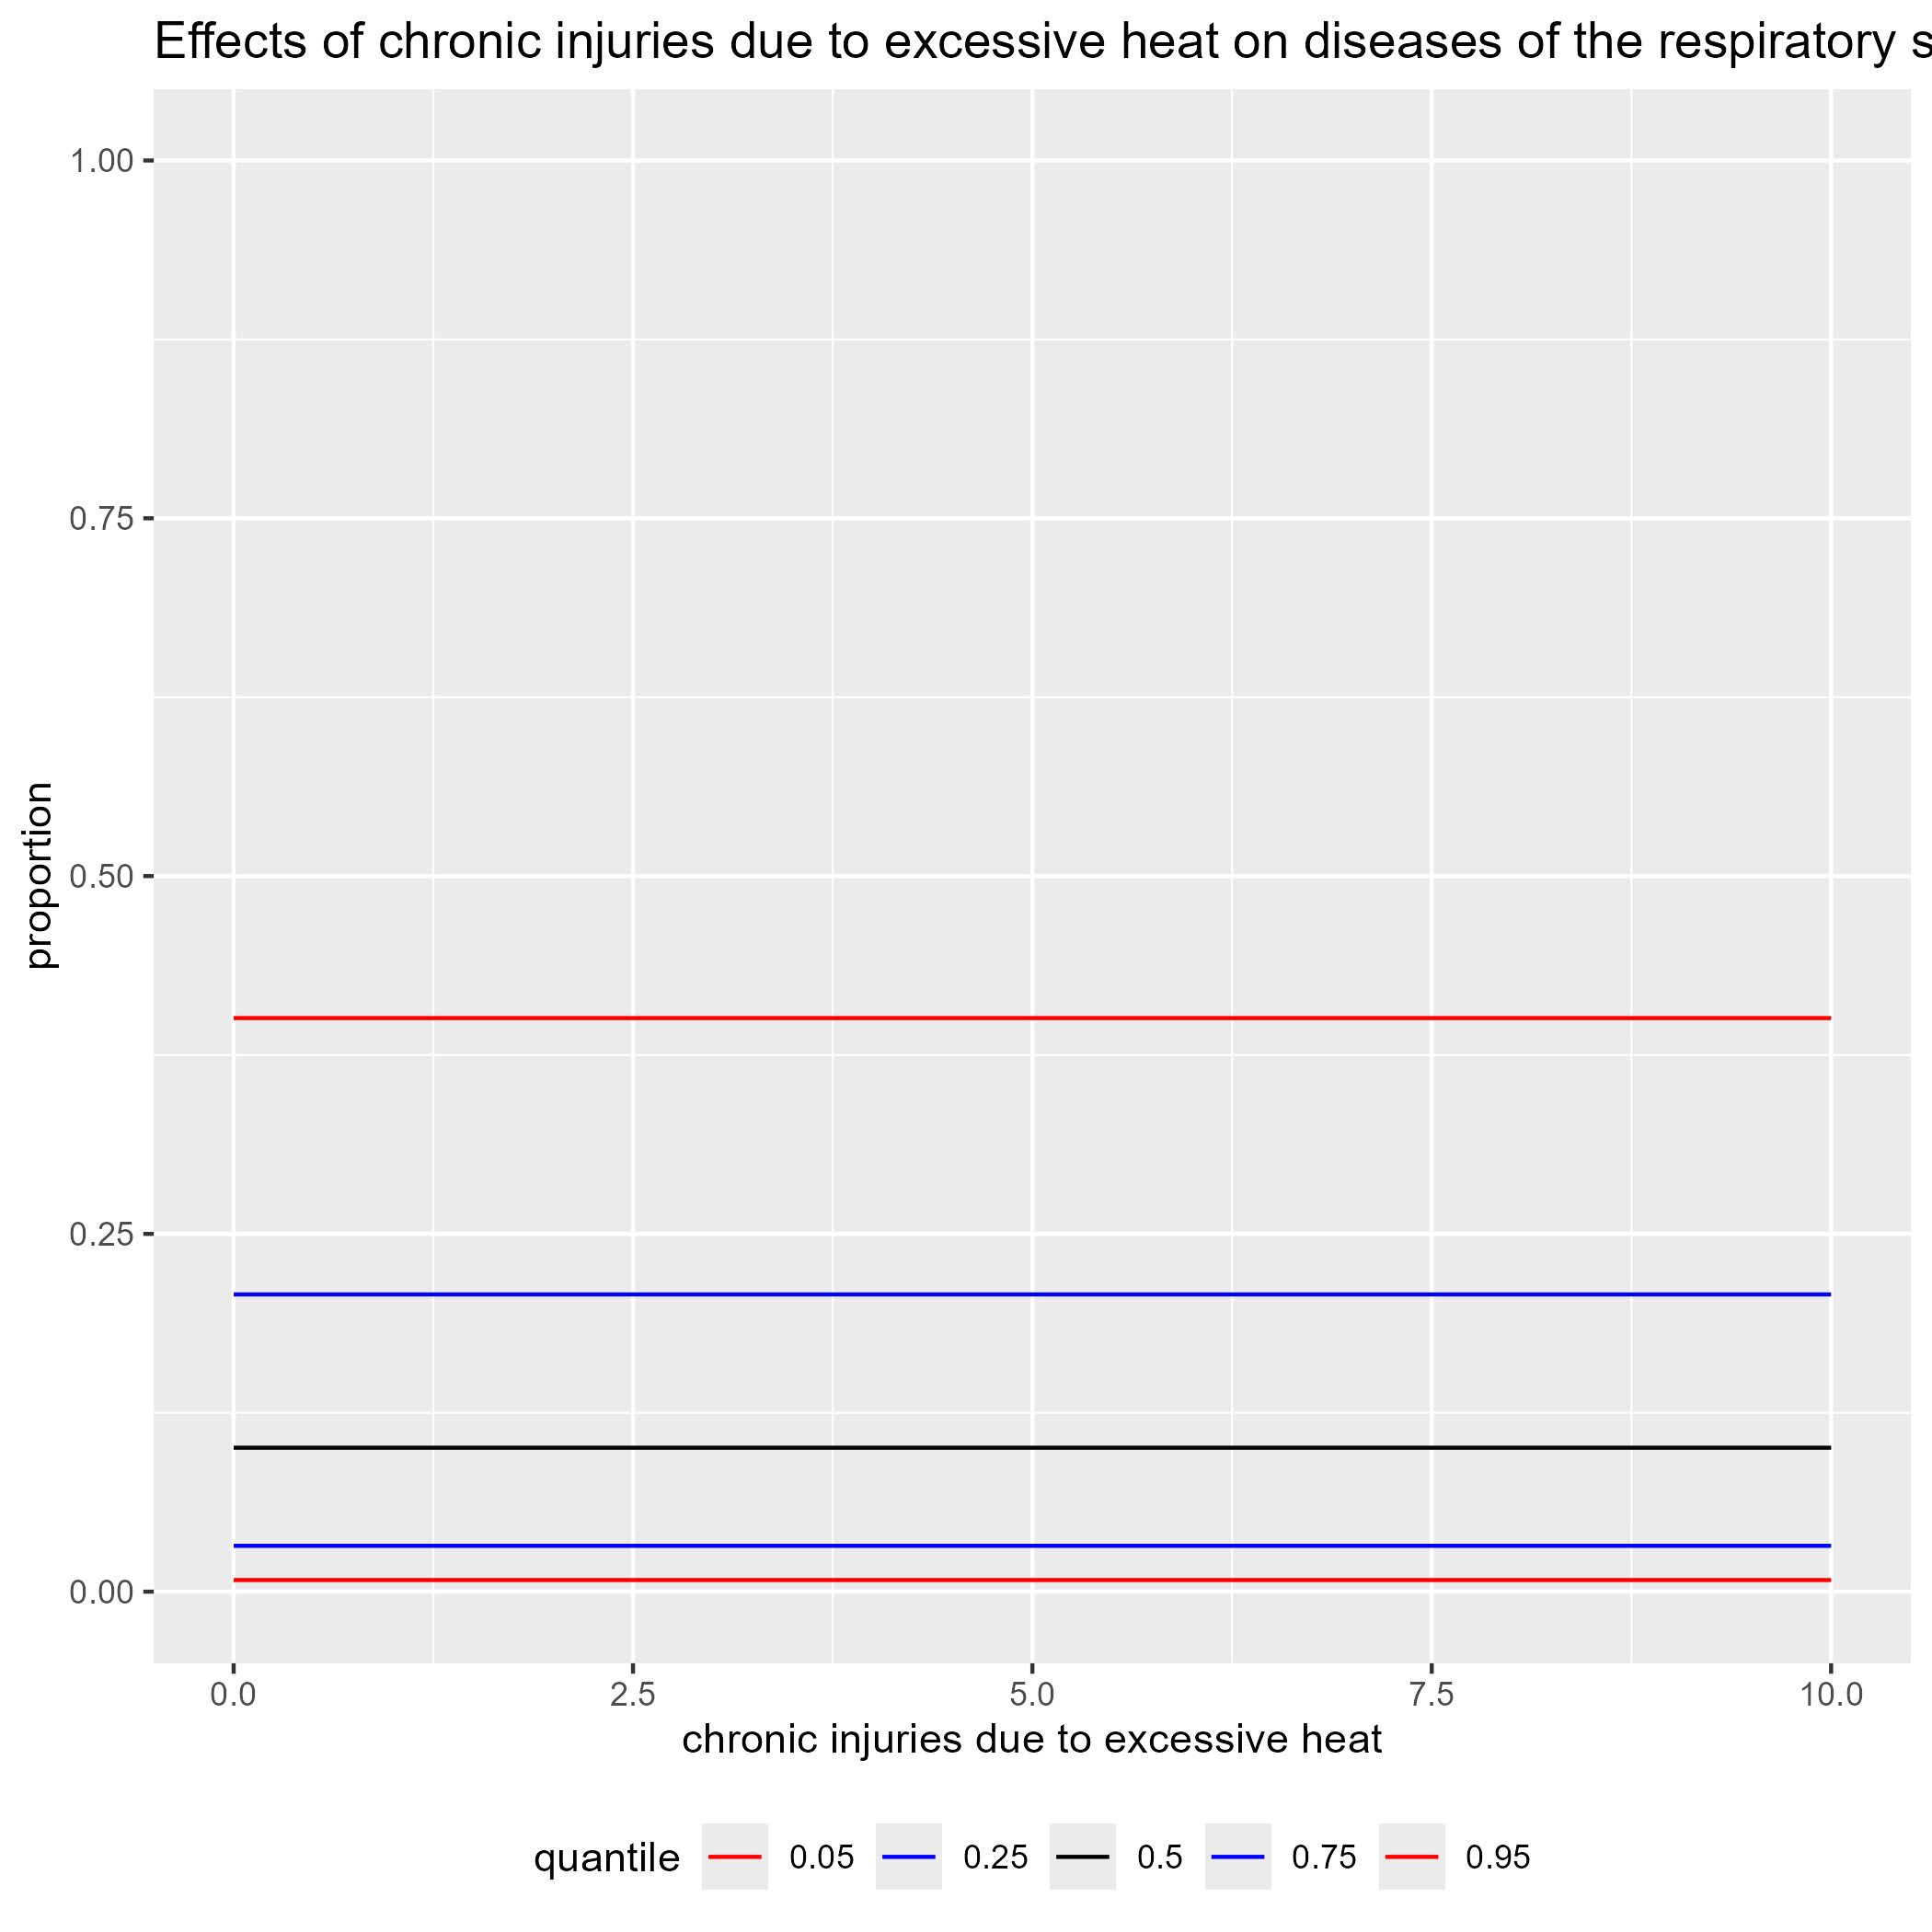 Effects of chronic injuries due to excessive heat on diseases of the respiratory s
1.00
0.75
0.50
0.25
0.00
proportion
0.0 2.5 5.0 7.5 10.0
chronic injuries due to excessive heat
quantile 0.05 0.25 0.5 0.75 0.95